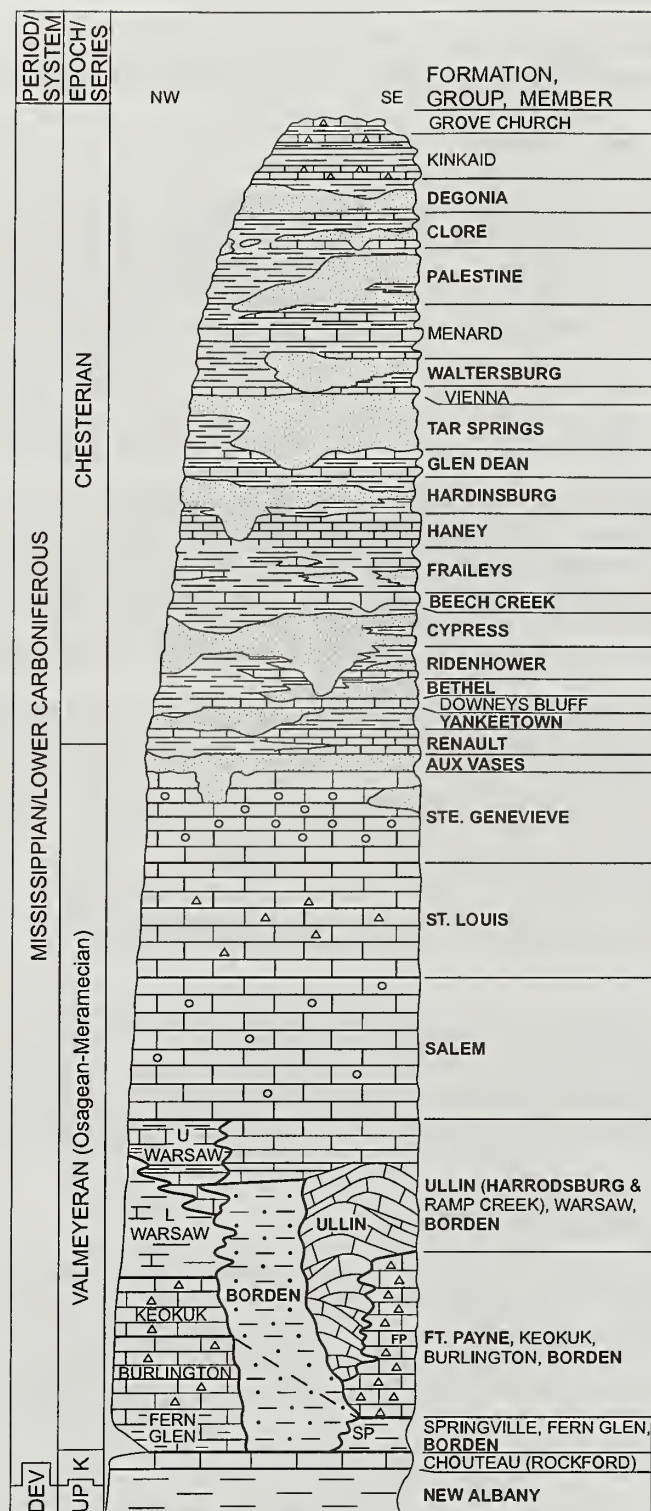 PERIOD/
SYSTEM
EPOCH/
SERIES
NW
SE
FORMATION,
GROUP, MEMBER
GROVE CHURCH
KINKAID
DEGONIA
CLORE
PALESTINE
MENARD
WALTERSBURG
VIENNA
TAR SPRINGS
GLEN DEAN
HARDINSBURG
HANEY
FRAILEYS
BEECH CREEK
CYPRESS
RIDENHOWER
BETHEL
DOWNEYS BLUFF
YANKEETOWN
RENAULT
AUX VASES
STE. GENEVIEVE
ST. LOUIS
SALEM
ULLIN (HARRODSBURG &
RAMP CREEK), WARSAW,
BORDEN
FT. PAYNE, KEOKUK,
BURLINGTON, BORDEN
SPRINGVILLE, FERN GLEN,
BORDEN
CHOUTEAU (ROCKFORD)
NEW ALBANY
MISSISSIPPIAN/LOWER CARBONIFEROUS
CHESTERIAN
VALMEYERAN (Osagean-Meramecian)
DEV
UP
K
U
WARSAW
L
WARSAW
ULLIN
BORDEN
KEOKUK
FP
BURLINGTON
FERN
GLEN
SP